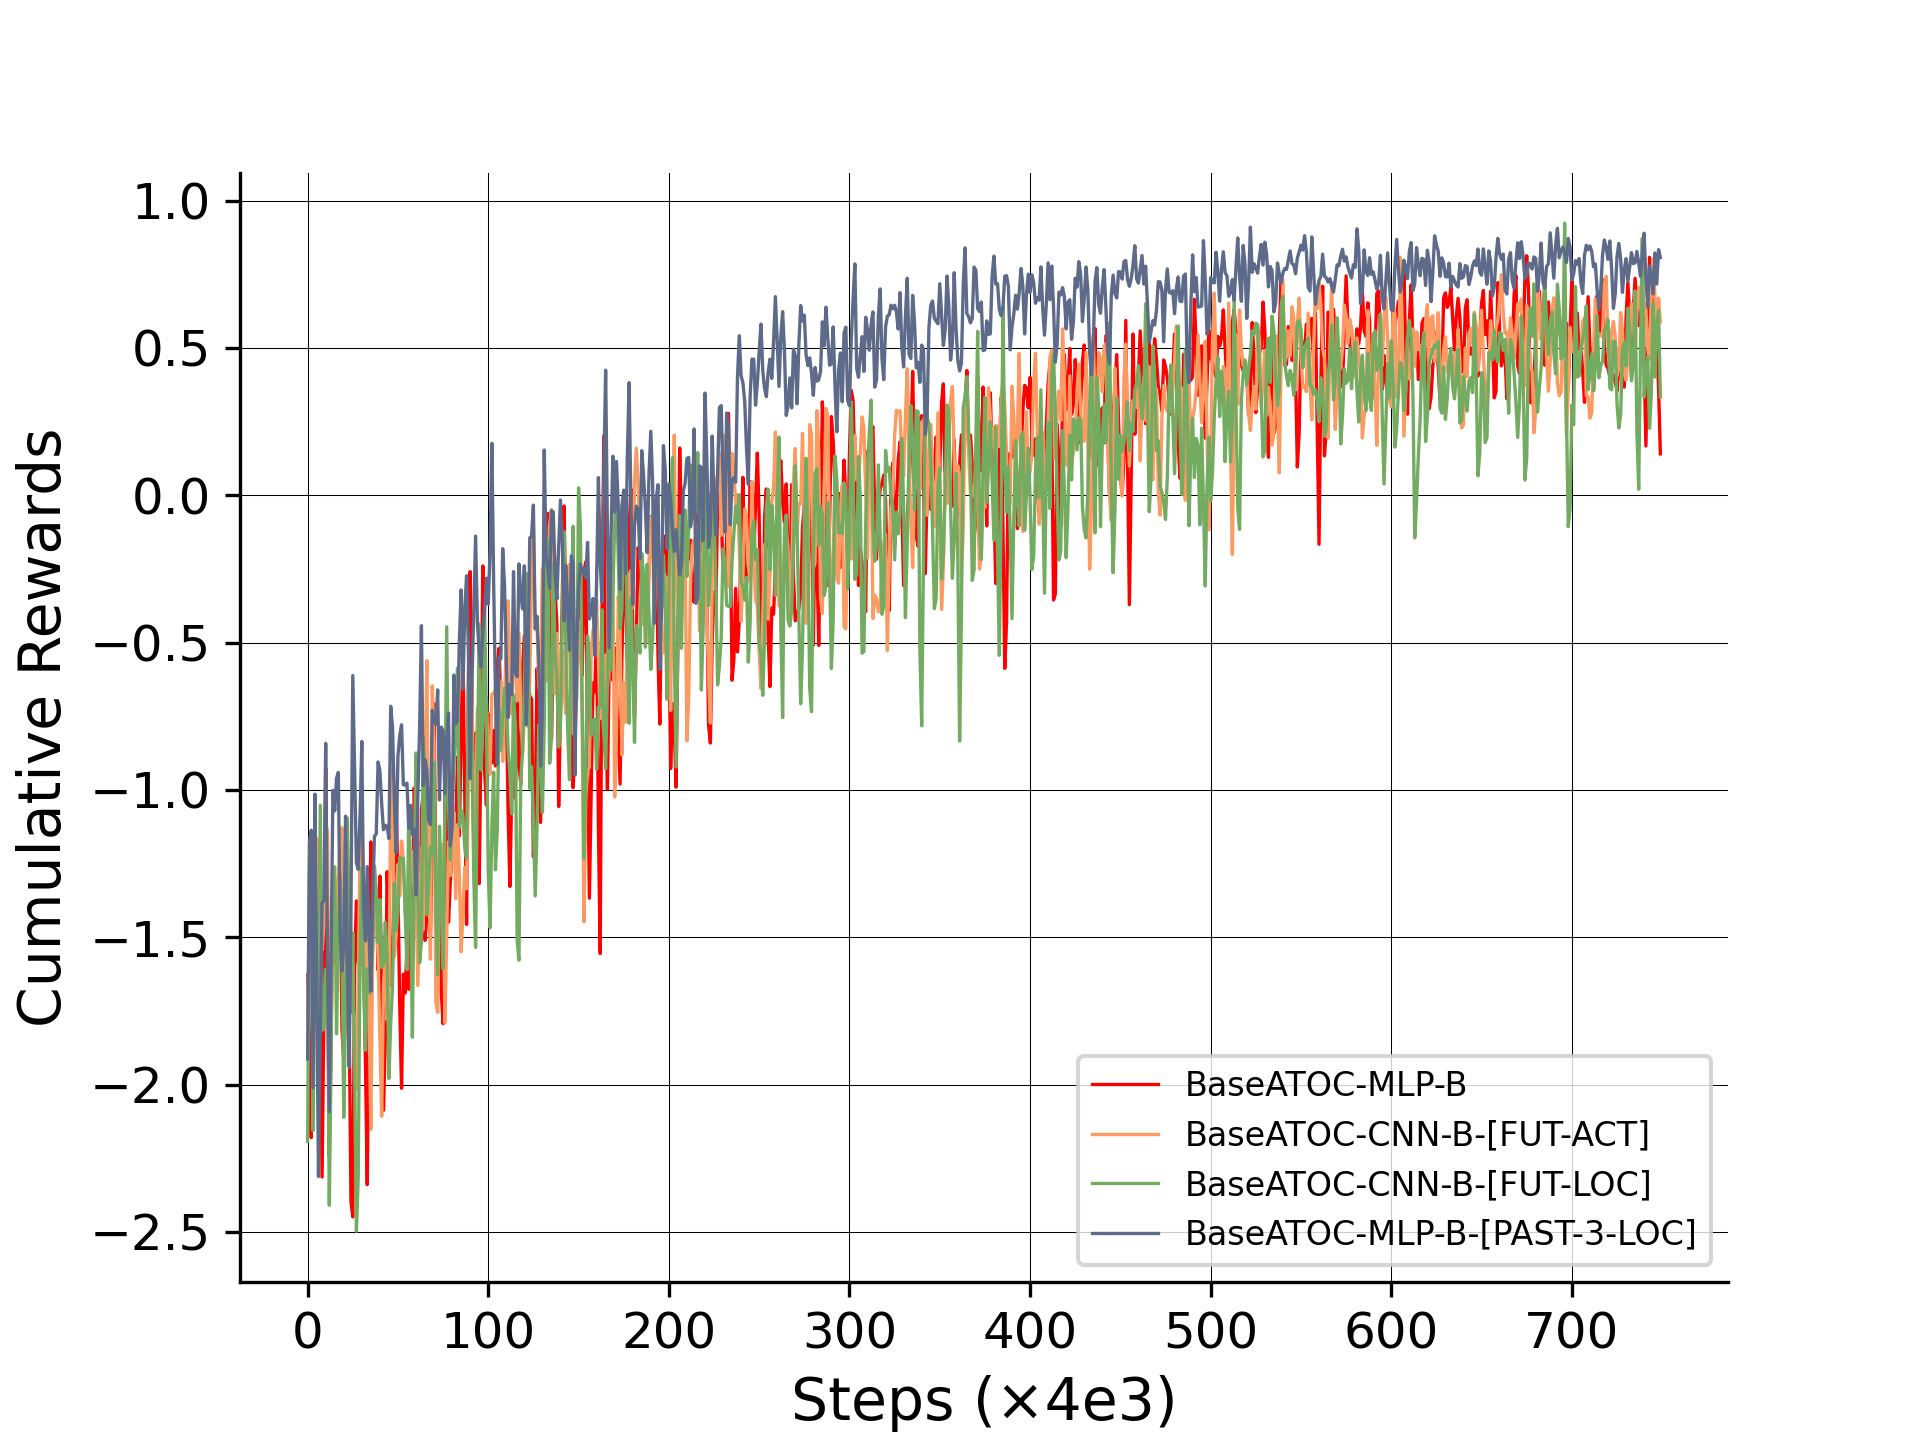 Cumulative Rewards
1.0
0.5
0.0
−0.5
−1.0
−1.5
−2.0
−2.5
BaseATOC-MLP-B
BaseATOC-CNN-B-[FUT-ACT]
BaseATOC-CNN-B-[FUT-LOC]
BaseATOC-MLP-B-[PAST-3-LOC]
0 100 200 300 400 500 600 700
Steps (×4e3)